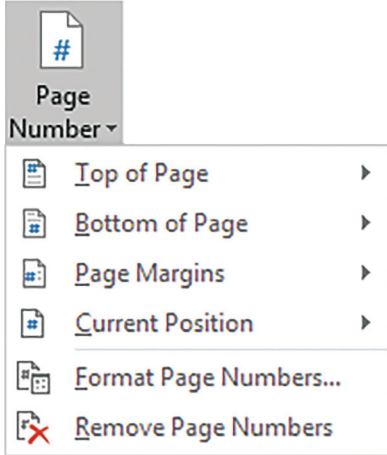 #
Page
Number
Top of Page
Bottom of Page
Page Margins
Current Position
Format Page Numbers...
Remove Page Numbers